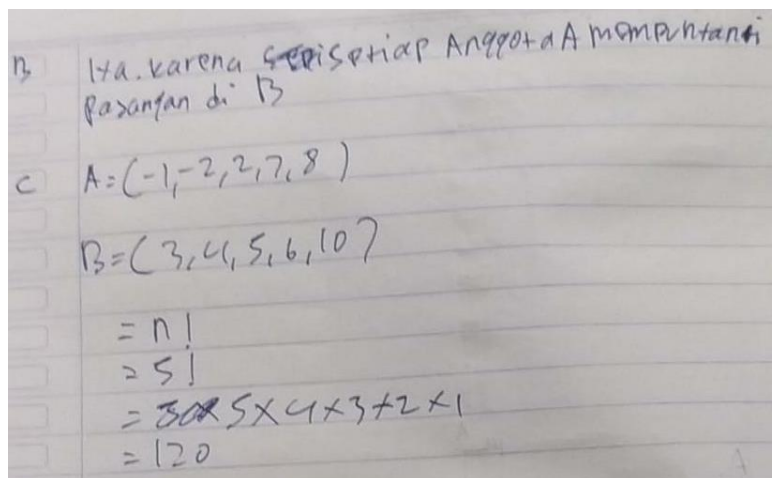 B Iya. karena setiap Anggota A mempunyai
Pasangan di B
C A = (-1, -2, 2, 7, 8)
B = (3, 4, 5, 6, 10)
= n!
= 5!
= 5 x 4 x 3 x 2 x 1
= 120